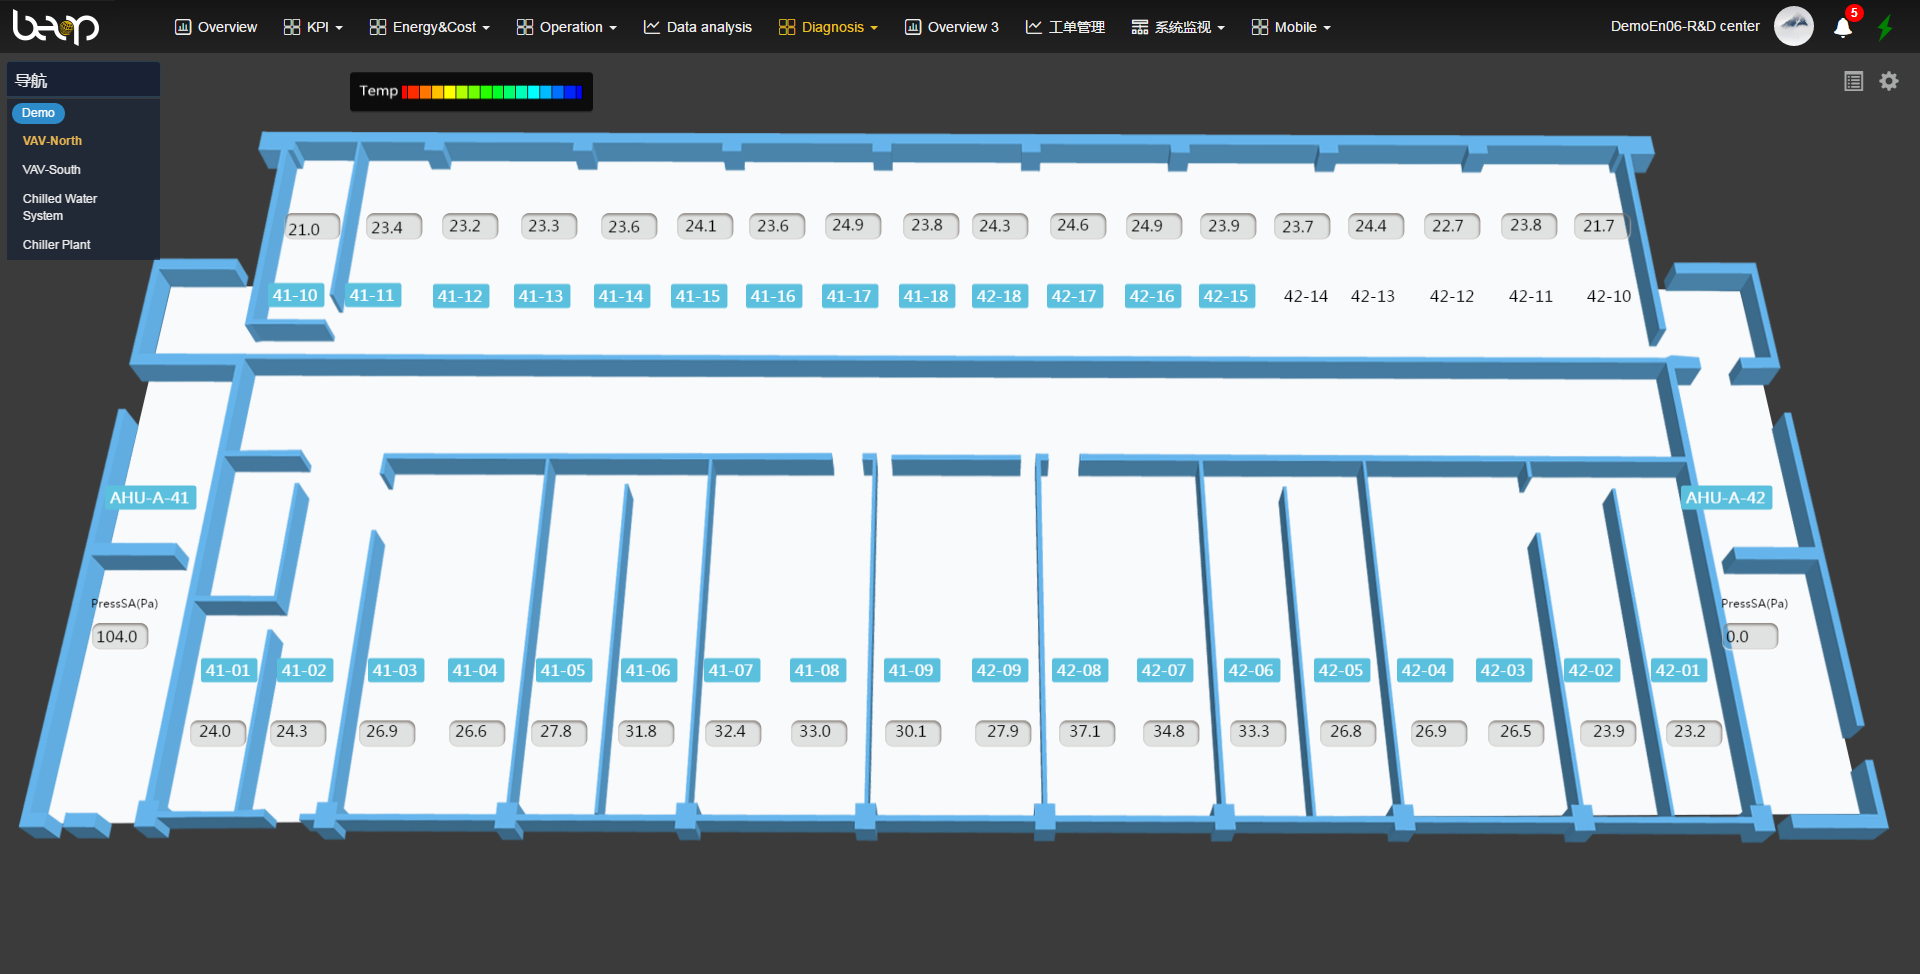 beop
Overview KPI Energy&Cost Operation Data analysis Diagnosis Overview 3 工单管理 系统监视 Mobile DemoEn06-R&D center 5
导航
Demo
VAV-North
VAV-South
Chilled Water
System
Chiller Plant
Temp
21.0 23.4 23.2 23.3 23.6 24.1 23.6 24.9 23.8 24.3 24.6 24.9 23.9 23.7 24.4 22.7 23.8 21.7
41-10 41-11 41-12 41-13 41-14 41-15 41-16 41-17 41-18 42-18 42-17 42-16 42-15 42-14 42-13 42-12 42-11 42-10
AHU-A-41 AHU-A-42
PressSA(Pa) PressSA(Pa)
104.0 0.0
41-01 41-02 41-03 41-04 41-05 41-06 41-07 41-08 41-09 42-09 42-08 42-07 42-06 42-05 42-04 42-03 42-02 42-01
24.0 24.3 26.9 26.6 27.8 31.8 32.4 33.0 30.1 27.9 37.1 34.8 33.3 26.8 26.9 26.5 23.9 23.2